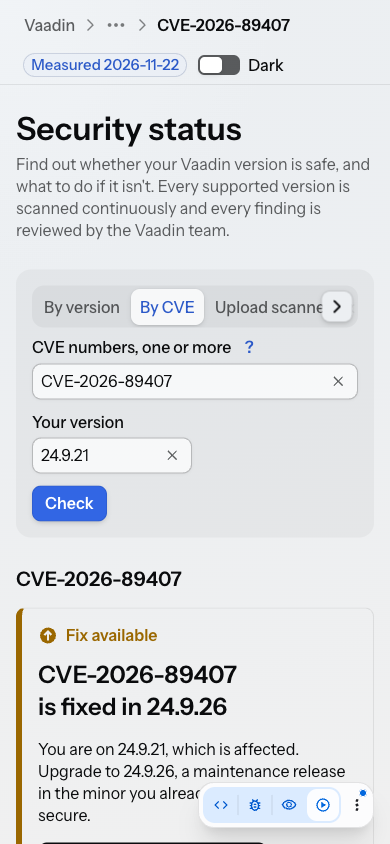 Vaadin > ••• > CVE-2026-89407
Measured 2026-11-22 Dark
Security status
Find out whether your Vaadin version is safe, and
what to do if it isn't. Every supported version is
scanned continuously and every finding is
reviewed by the Vaadin team.
By version By CVE Upload scanne
CVE numbers, one or more ?
CVE-2026-89407
Your version
24.9.21
Check
CVE-2026-89407
Fix available
CVE-2026-89407
is fixed in 24.9.26
You are on 24.9.21, which is affected.
Upgrade to 24.9.26, a maintenance release
in the minor you
secure.